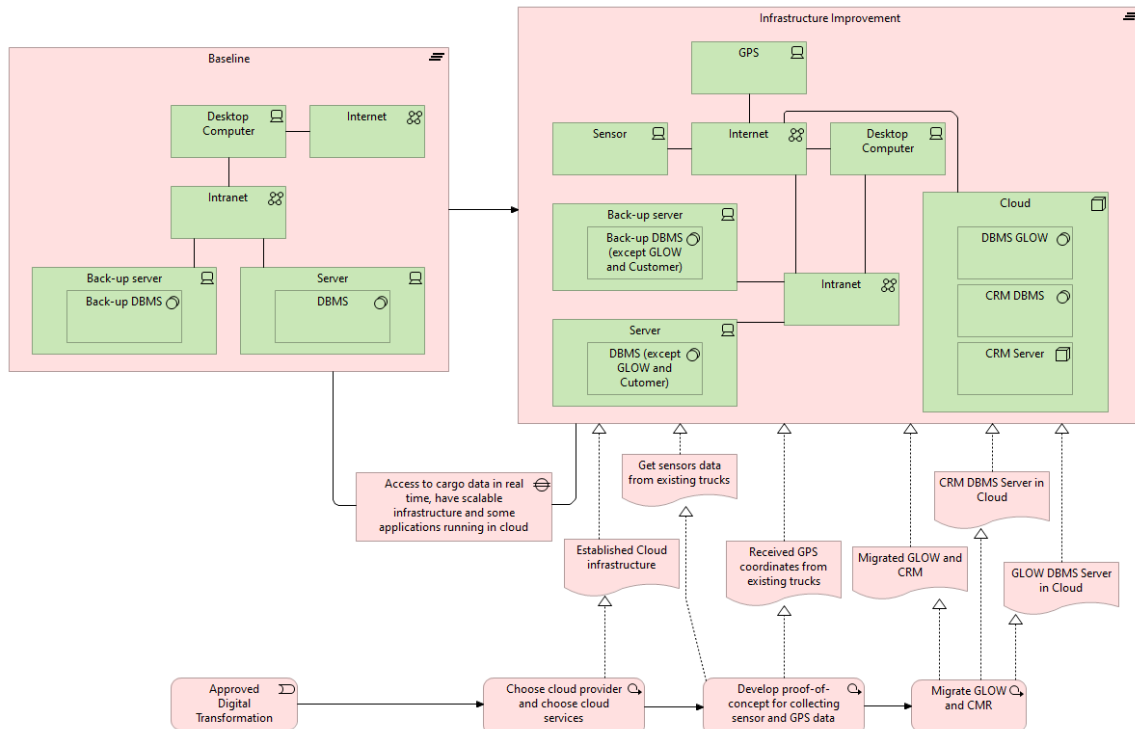 Infrastructure Improvement
Baseline
GPS
Desktop
Computer
Internet
Sensor
Internet
Desktop
Computer
Intranet
Cloud
Back-up server
Back-up DBMS
(except GLOW
and Customer)
DBMS GLOW
Back-up server
Back-up DBMS
Server
DBMS
Intranet
CRM DBMS
Server
DBMS (except
GLOW and
Cutomer)
CRM Server
Access to cargo data in real
time, have scalable
infrastructure and some
applications running in cloud
Get sensors data
from existing trucks
CRM DBMS Server in
Cloud
Established Cloud
infrastructure
Received GPS
coordinates from
existing trucks
Migrated GLOW and
CRM
GLOW DBMS Server
in Cloud
Approved
Digital
Transformation
Choose cloud provider
and choose cloud
services
Develop proof-of-
concept for collecting
sensor and GPS data
Migrate GLOW
and CMR